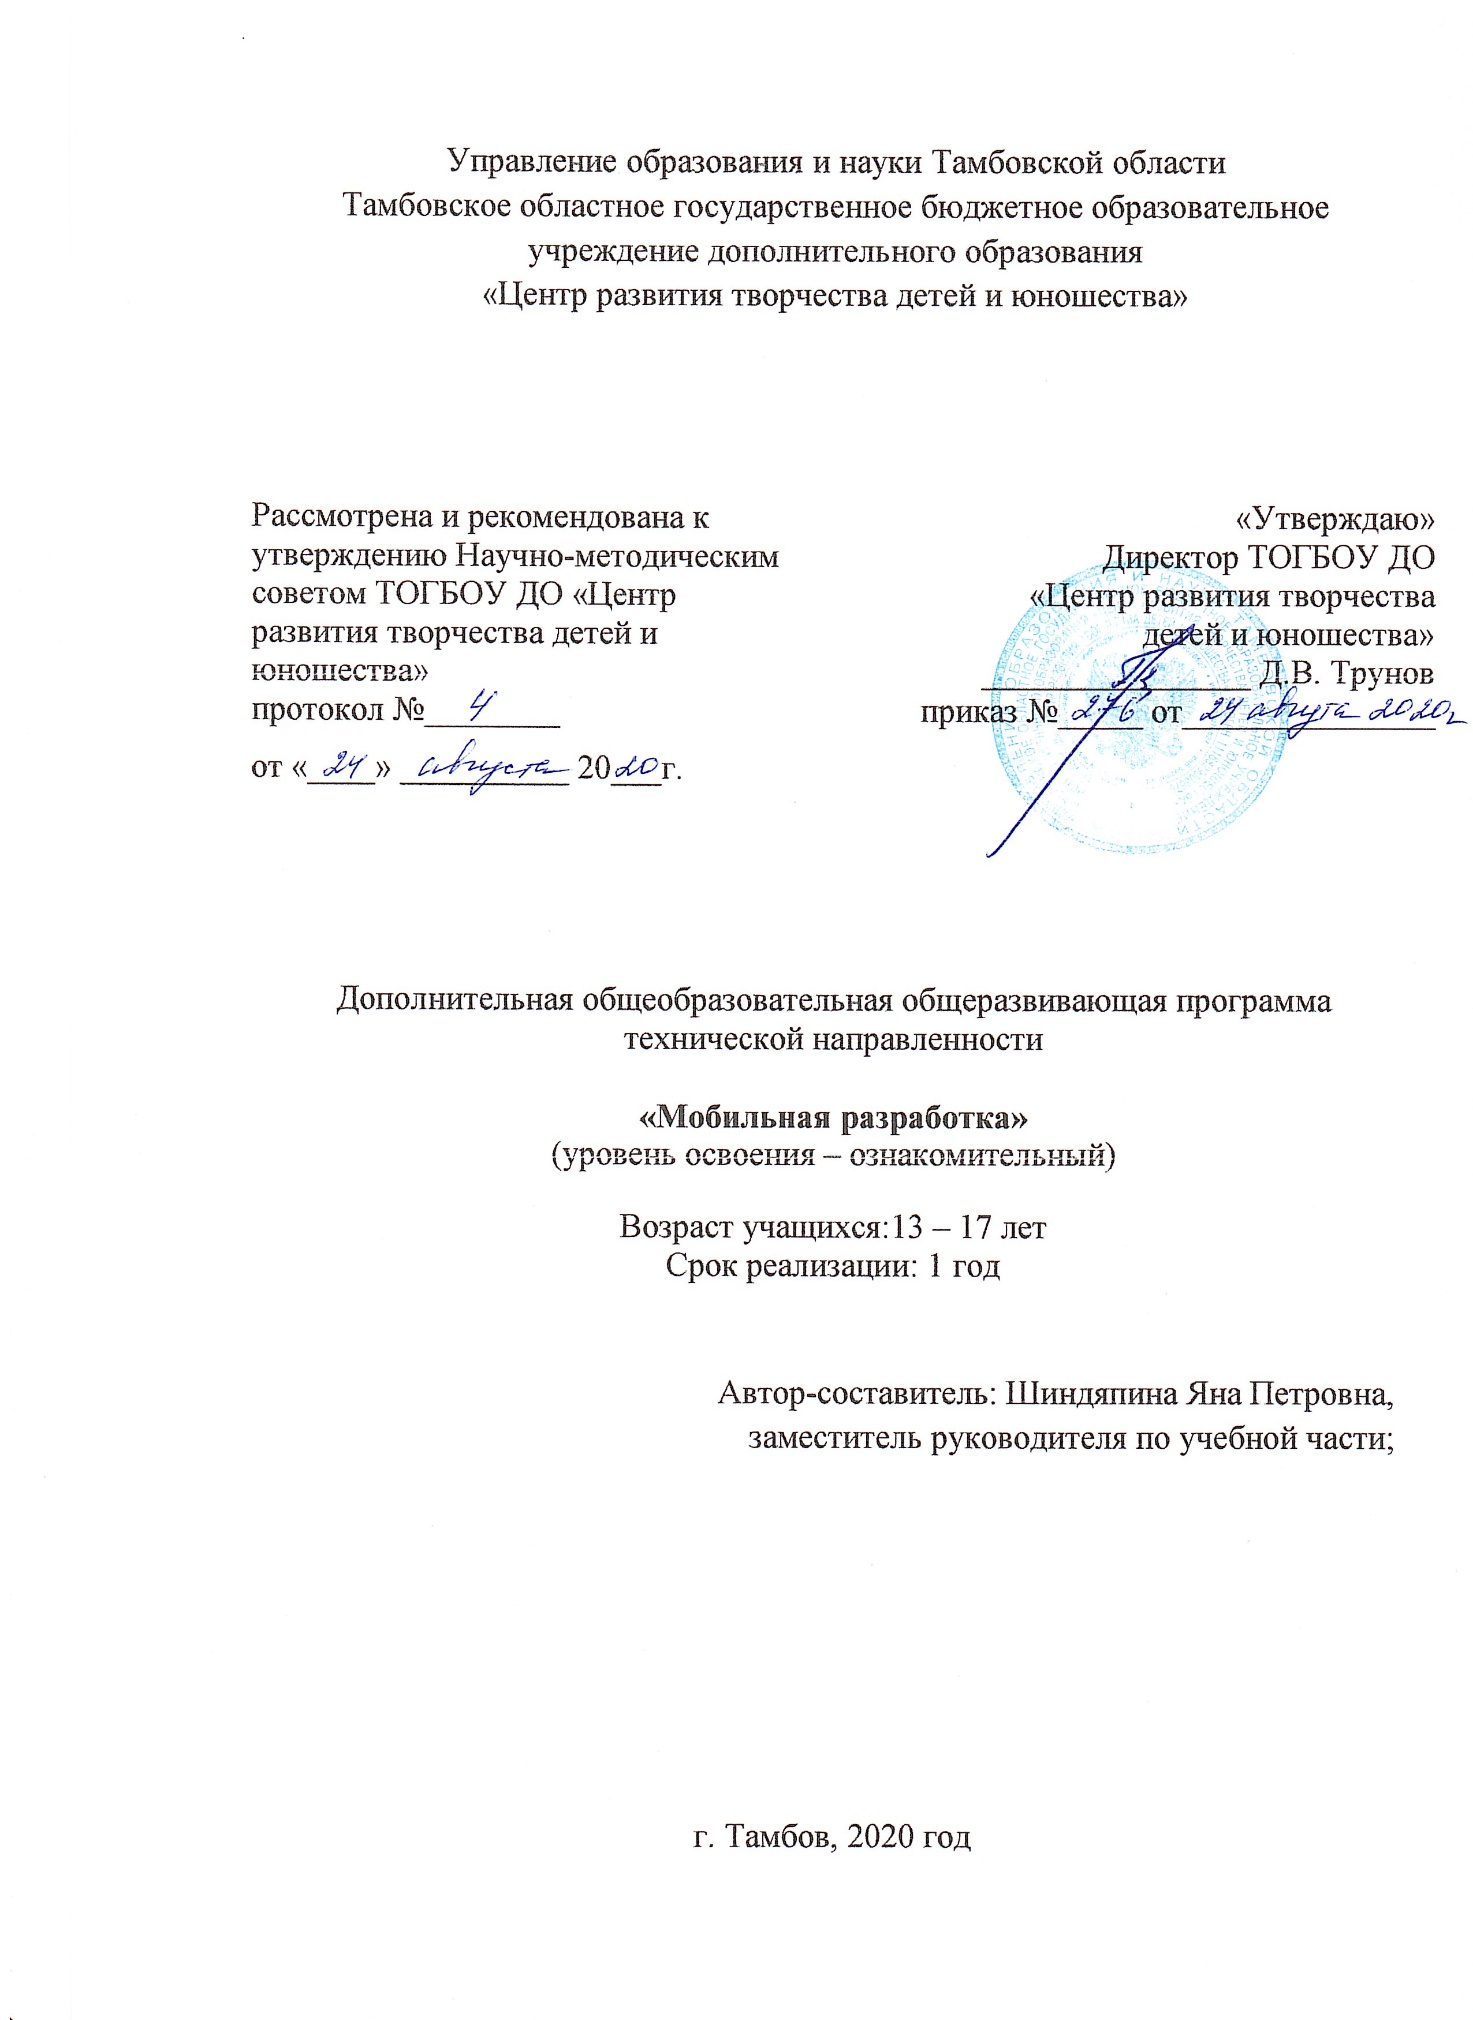 Управление образования и науки Тамбовской области
Тамбовское областное государственное бюджетное образовательное
учреждение дополнительного образования
«Центр развития творчества детей и юношества»
Рассмотрена и рекомендована к
утверждению Научно-методическим
советом ТОГБОУ ДО «Центр
развития творчества детей и
юношества»
протокол № 4
от « 24 » августа 2020г.
«Утверждаю»
Директор ТОГБОУ ДО
«Центр развития творчества
детей и юношества»
Д.В. Трунов
приказ № 276 от 24 августа 2020г
Дополнительная общеобразовательная общеразвивающая программа
технической направленности
«Мобильная разработка»
(уровень освоения – ознакомительный)
Возраст учащихся:13 – 17 лет
Срок реализации: 1 год
Автор-составитель: Шиндяпина Яна Петровна,
заместитель руководителя по учебной части;
г. Тамбов, 2020 год